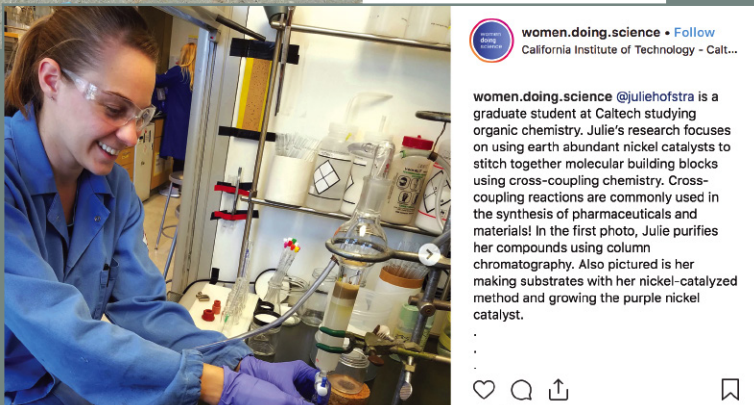 women
doing
science
women.doing.science • Follow
California Institute of Technology - Calt...
women.doing.science @juliehofstra is a
graduate student at Caltech studying
organic chemistry. Julie's research focuses
on using earth abundant nickel catalysts to
stitch together molecular building blocks
using cross-coupling chemistry. Cross-
coupling reactions are commonly used in
the synthesis of pharmaceuticals and
materials! In the first photo, Julie purifies
her compounds using column
chromatography. Also pictured is her
making substrates with her nickel-catalyzed
method and growing the purple nickel
catalyst.
.
.
.